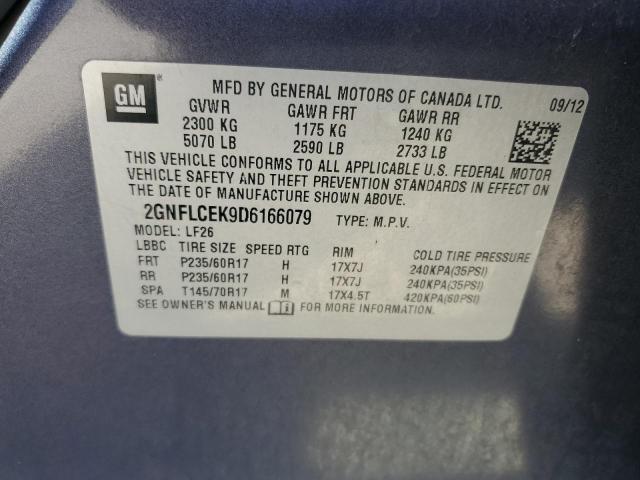 GM
MFD BY GENERAL MOTORS OF CANADA LTD. 09/12
GVWR GAWR FRT GAWR RR
2300 KG 1175 KG 1240 KG
5070 LB 2590 LB 2733 LB
THIS VEHICLE CONFORMS TO ALL APPLICABLE U.S. FEDERAL MOTOR
VEHICLE SAFETY AND THEFT PREVENTION STANDARDS IN EFFECT ON
THE DATE OF MANUFACTURE SHOWN ABOVE.
2GNFLCEK9D6166079 TYPE: M.P.V.
MODEL: LF26
LBBC TIRE SIZE SPEED RTG RIM COLD TIRE PRESSURE
FRT P235/60R17 H 17X7J 240KPA(35PSI)
RR P235/60R17 H 17X7J 240KPA(35PSI)
SPA T145/70R17 M 17X4.5T 420KPA(60PSI)
SEE OWNER'S MANUAL FOR MORE INFORMATION.